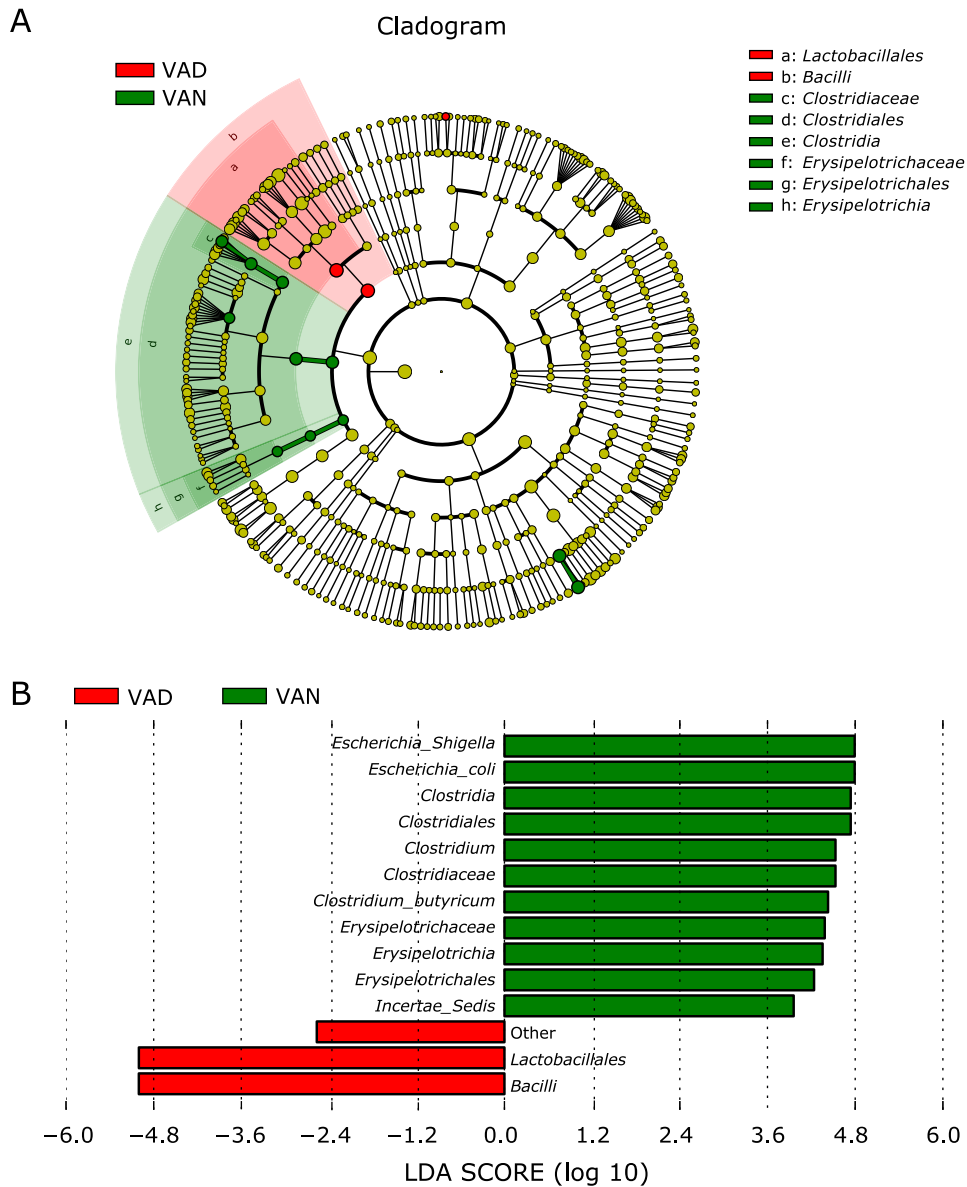 A
Cladogram
VAD
VAN
a: Lactobacillales
b: Bacilli
c: Clostridiaceae
d: Clostridiales
e: Clostridia
f: Erysipelotrichaceae
g: Erysipelotrichales
h: Erysipelotrichia
b
a
c
e
d
f
g
h
B
VAD
VAN
Escherichia_Shigella
Escherichia_coli
Clostridia
Clostridiales
Clostridium
Clostridiaceae
Clostridium_butyricum
Erysipelotrichaceae
Erysipelotrichia
Erysipelotrichales
Incertae_Sedis
Other
Lactobacillales
Bacilli
−6.0 −4.8 −3.6 −2.4 −1.2 0.0 1.2 2.4 3.6 4.8 6.0
LDA SCORE (log 10)